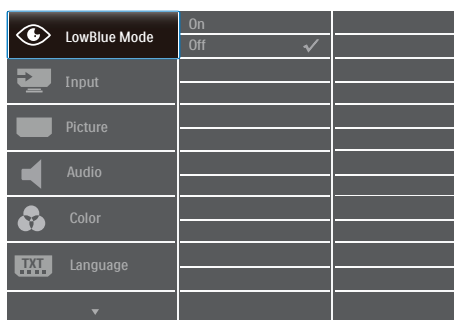 LowBlue Mode
On
Off
Input
Picture
Audio
Color
TXT
Language